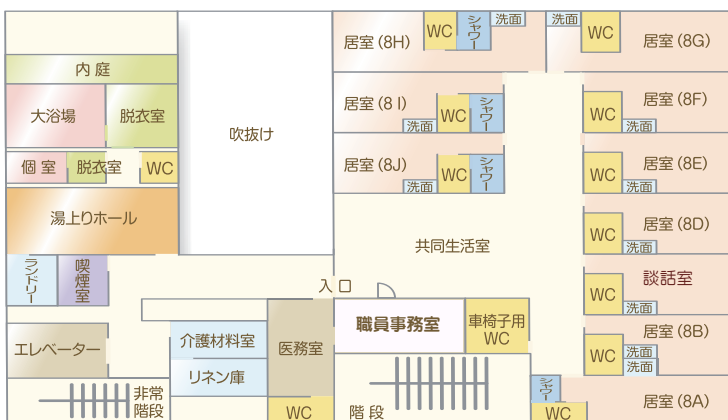 居室(8H)
WC
シャワー
洗面
洗面
WC
居室(8G)
内 庭
大浴場
脱衣室
吹抜け
居室(8I)
洗面
WC
シャワー
WC
洗面
居室(8F)
個 室
脱衣室
WC
居室(8J)
洗面
WC
シャワー
WC
洗面
居室(8E)
湯上りホール
共同生活室
WC
洗面
居室(8D)
ランドリー
喫煙室
入 口
WC
洗面
談話室
エレベーター
介護材料室
リネン庫
医務室
職員事務室
車椅子用
WC
WC
洗面
洗面
居室(8B)
非常
階段
WC
階 段
シャワー
WC
居室(8A)